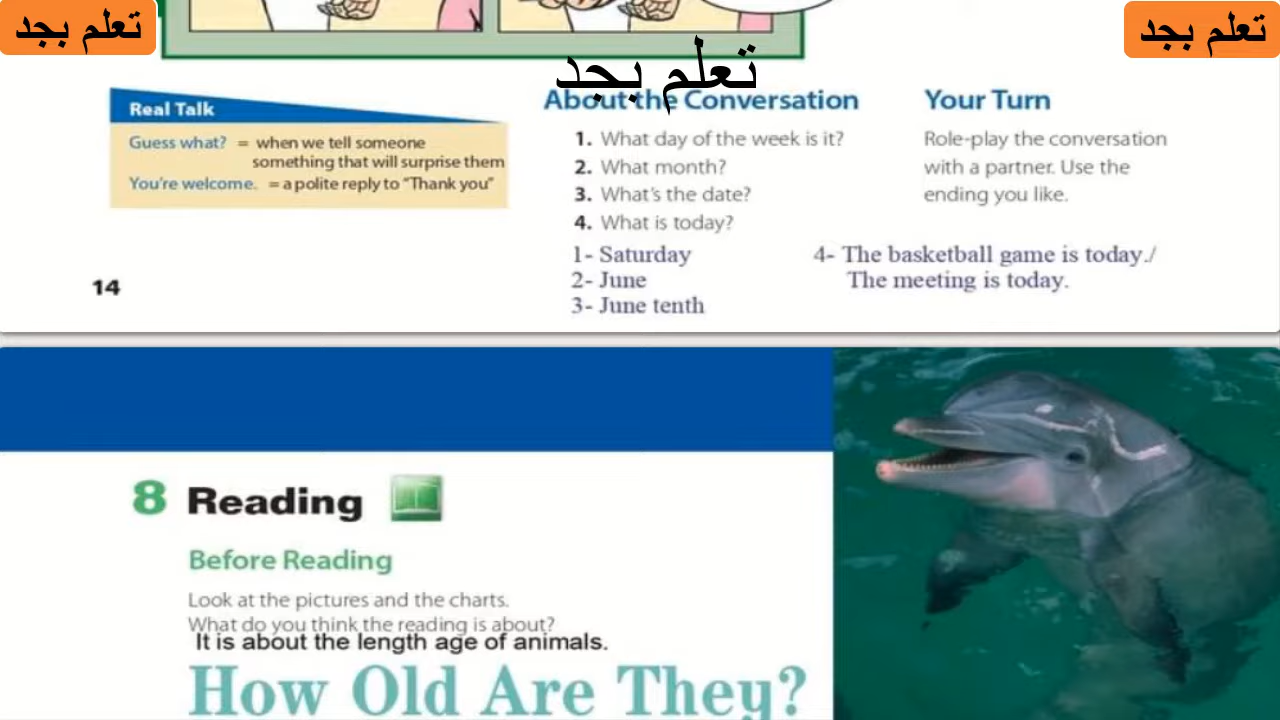 تعلم بجد
تعلم بجد
تعلم بجد
Real Talk
Guess what? = when we tell someone
something that will surprise them
You're welcome. = a polite reply to "Thank you"
14
About the Conversation
1. What day of the week is it?
2. What month?
3. What's the date?
4. What is today?
1- Saturday
2- June
3- June tenth
4- The basketball game is today./
The meeting is today.
Your Turn
Role-play the conversation
with a partner. Use the
ending you like.
8 Reading
Before Reading
Look at the pictures and the charts.
What do you think the reading is about?
It is about the length age of animals.
How Old Are They?